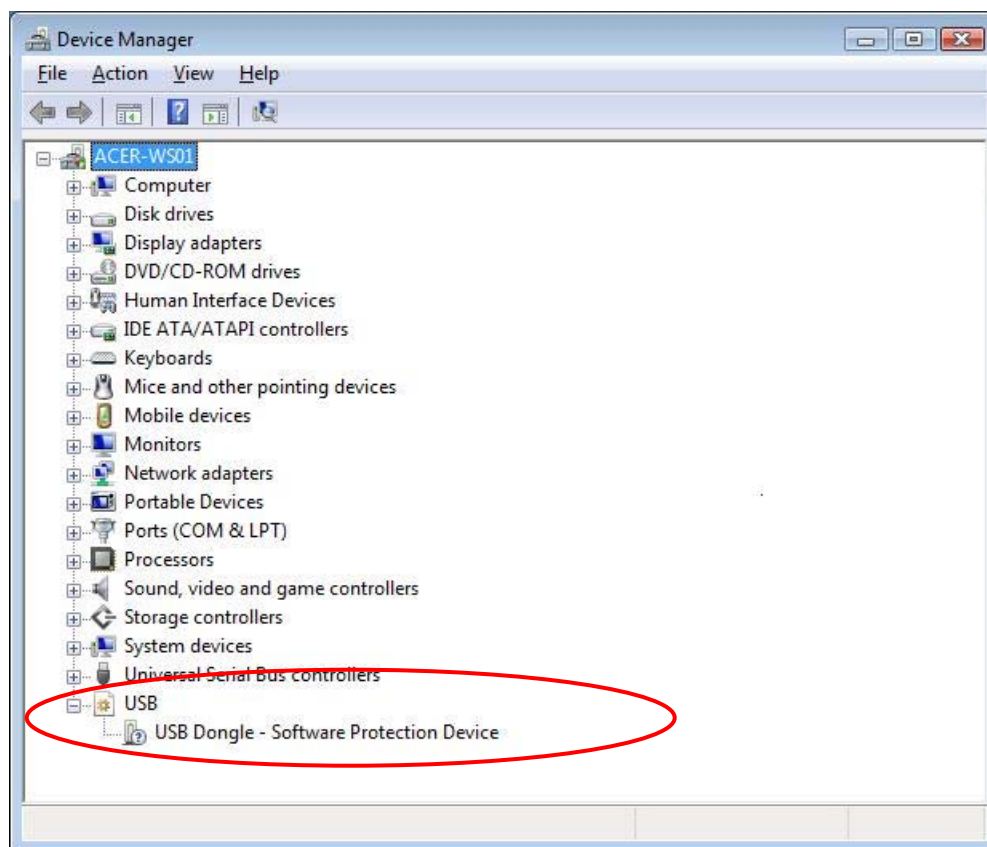 Device Manager
File Action View Help
ACER-WS01
Computer
Disk drives
Display adapters
DVD/CD-ROM drives
Human Interface Devices
IDE ATA/ATAPI controllers
Keyboards
Mice and other pointing devices
Mobile devices
Monitors
Network adapters
Portable Devices
Ports (COM & LPT)
Processors
Sound, video and game controllers
Storage controllers
System devices
Universal Serial Bus controllers
USB
USB Dongle - Software Protection Device